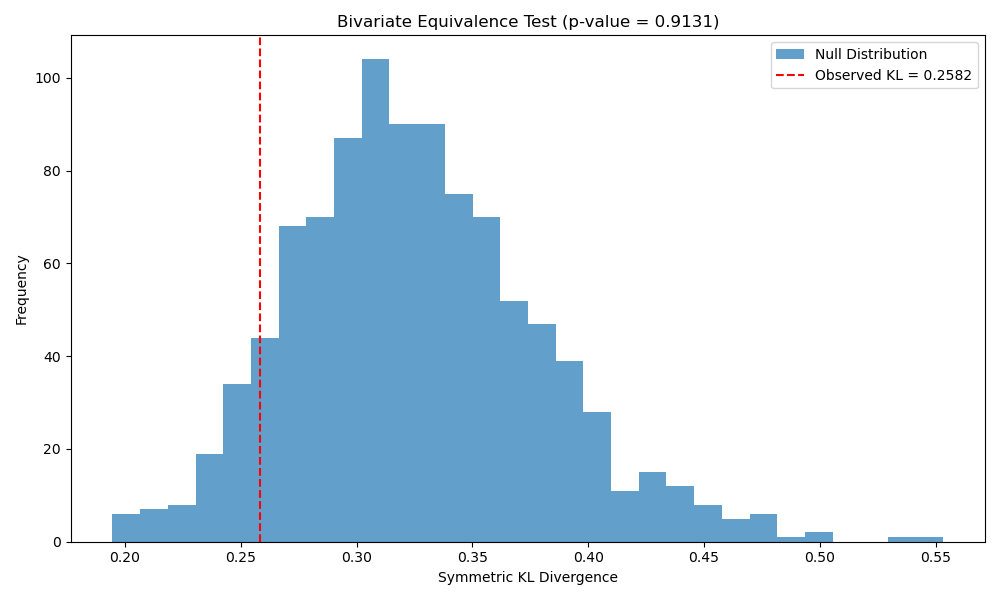 Bivariate Equivalence Test (p-value = 0.9131)
Null Distribution
Observed KL = 0.2582
Frequency
100
80
60
40
20
0
0.20 0.25 0.30 0.35 0.40 0.45 0.50 0.55
Symmetric KL Divergence